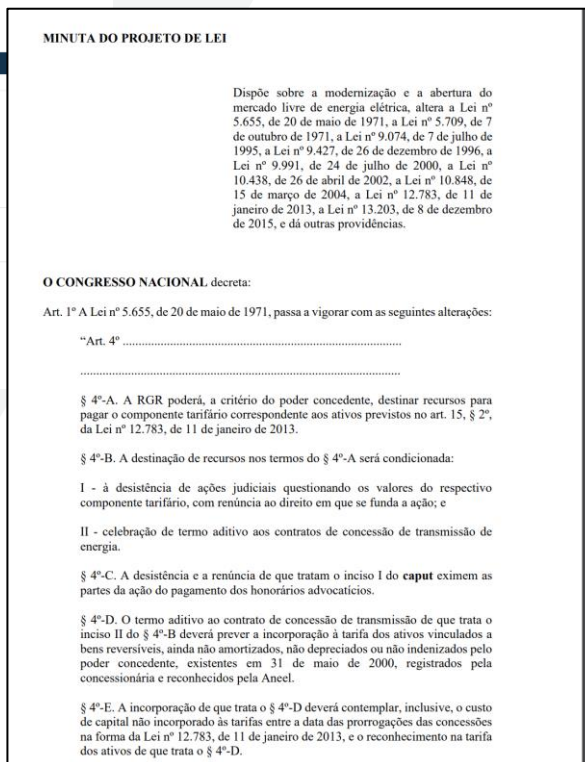 MINUTA DO PROJETO DE LEI
Dispõe sobre a modernização e a abertura do
mercado livre de energia elétrica, altera a Lei nº
5.655, de 20 de maio de 1971, a Lei nº 5.709, de 7
de outubro de 1971, a Lei nº 9.074, de 7 de julho de
1995, a Lei nº 9.427, de 26 de dezembro de 1996, a
Lei nº 9.991, de 24 de julho de 2000, a Lei nº
10.438, de 26 de abril de 2002, a Lei nº 10.848, de
15 de março de 2004, a Lei nº 12.783, de 11 de
janeiro de 2013, a Lei nº 13.203, de 8 de dezembro
de 2015, e dá outras providências.
O CONGRESSO NACIONAL decreta:
Art. 1º A Lei nº 5.655, de 20 de maio de 1971, passa a vigorar com as seguintes alterações:
“Art. 4º .......................................................................................
....................................................................................................
§ 4º-A. A RGR poderá, a critério do poder concedente, destinar recursos para
pagar o componente tarifário correspondente aos ativos previstos no art. 15, § 2º,
da Lei nº 12.783, de 11 de janeiro de 2013.
§ 4º-B. A destinação de recursos nos termos do § 4º-A será condicionada:
I - à desistência de ações judiciais questionando os valores do respectivo
componente tarifário, com renúncia ao direito em que se funda a ação; e
II - celebração de termo aditivo aos contratos de concessão de transmissão de
energia.
§ 4º-C. A desistência e a renúncia de que tratam o inciso I do caput eximem as
partes da ação do pagamento dos honorários advocatícios.
§ 4º-D. O termo aditivo ao contrato de concessão de transmissão de que trata o
inciso II do § 4º-B deverá prever a incorporação à tarifa dos ativos vinculados a
bens reversíveis, ainda não amortizados, não depreciados ou não indenizados pelo
poder concedente, existentes em 31 de maio de 2000, registrados pela
concessionária e reconhecidos pela Aneel.
§ 4º-E. A incorporação de que trata o § 4º-D deverá contemplar, inclusive, o custo
de capital não incorporado às tarifas entre a data das prorrogações das concessões
na forma da Lei nº 12.783, de 11 de janeiro de 2013, e o reconhecimento na tarifa
dos ativos de que trata o § 4º-D.